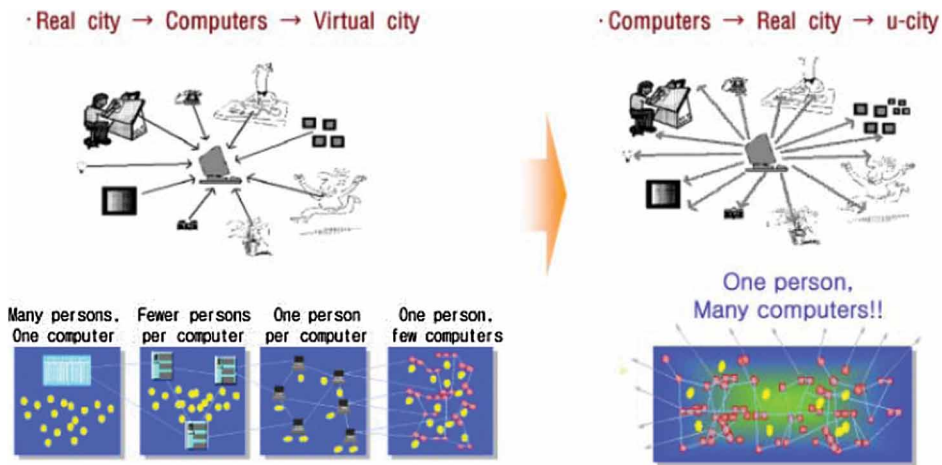 · Real city → Computers → Virtual city
· Computers → Real city → u-city
One person,
Many computers!!
Many persons,
One computer
Fewer persons
per computer
One person
per computer
One person,
few computers